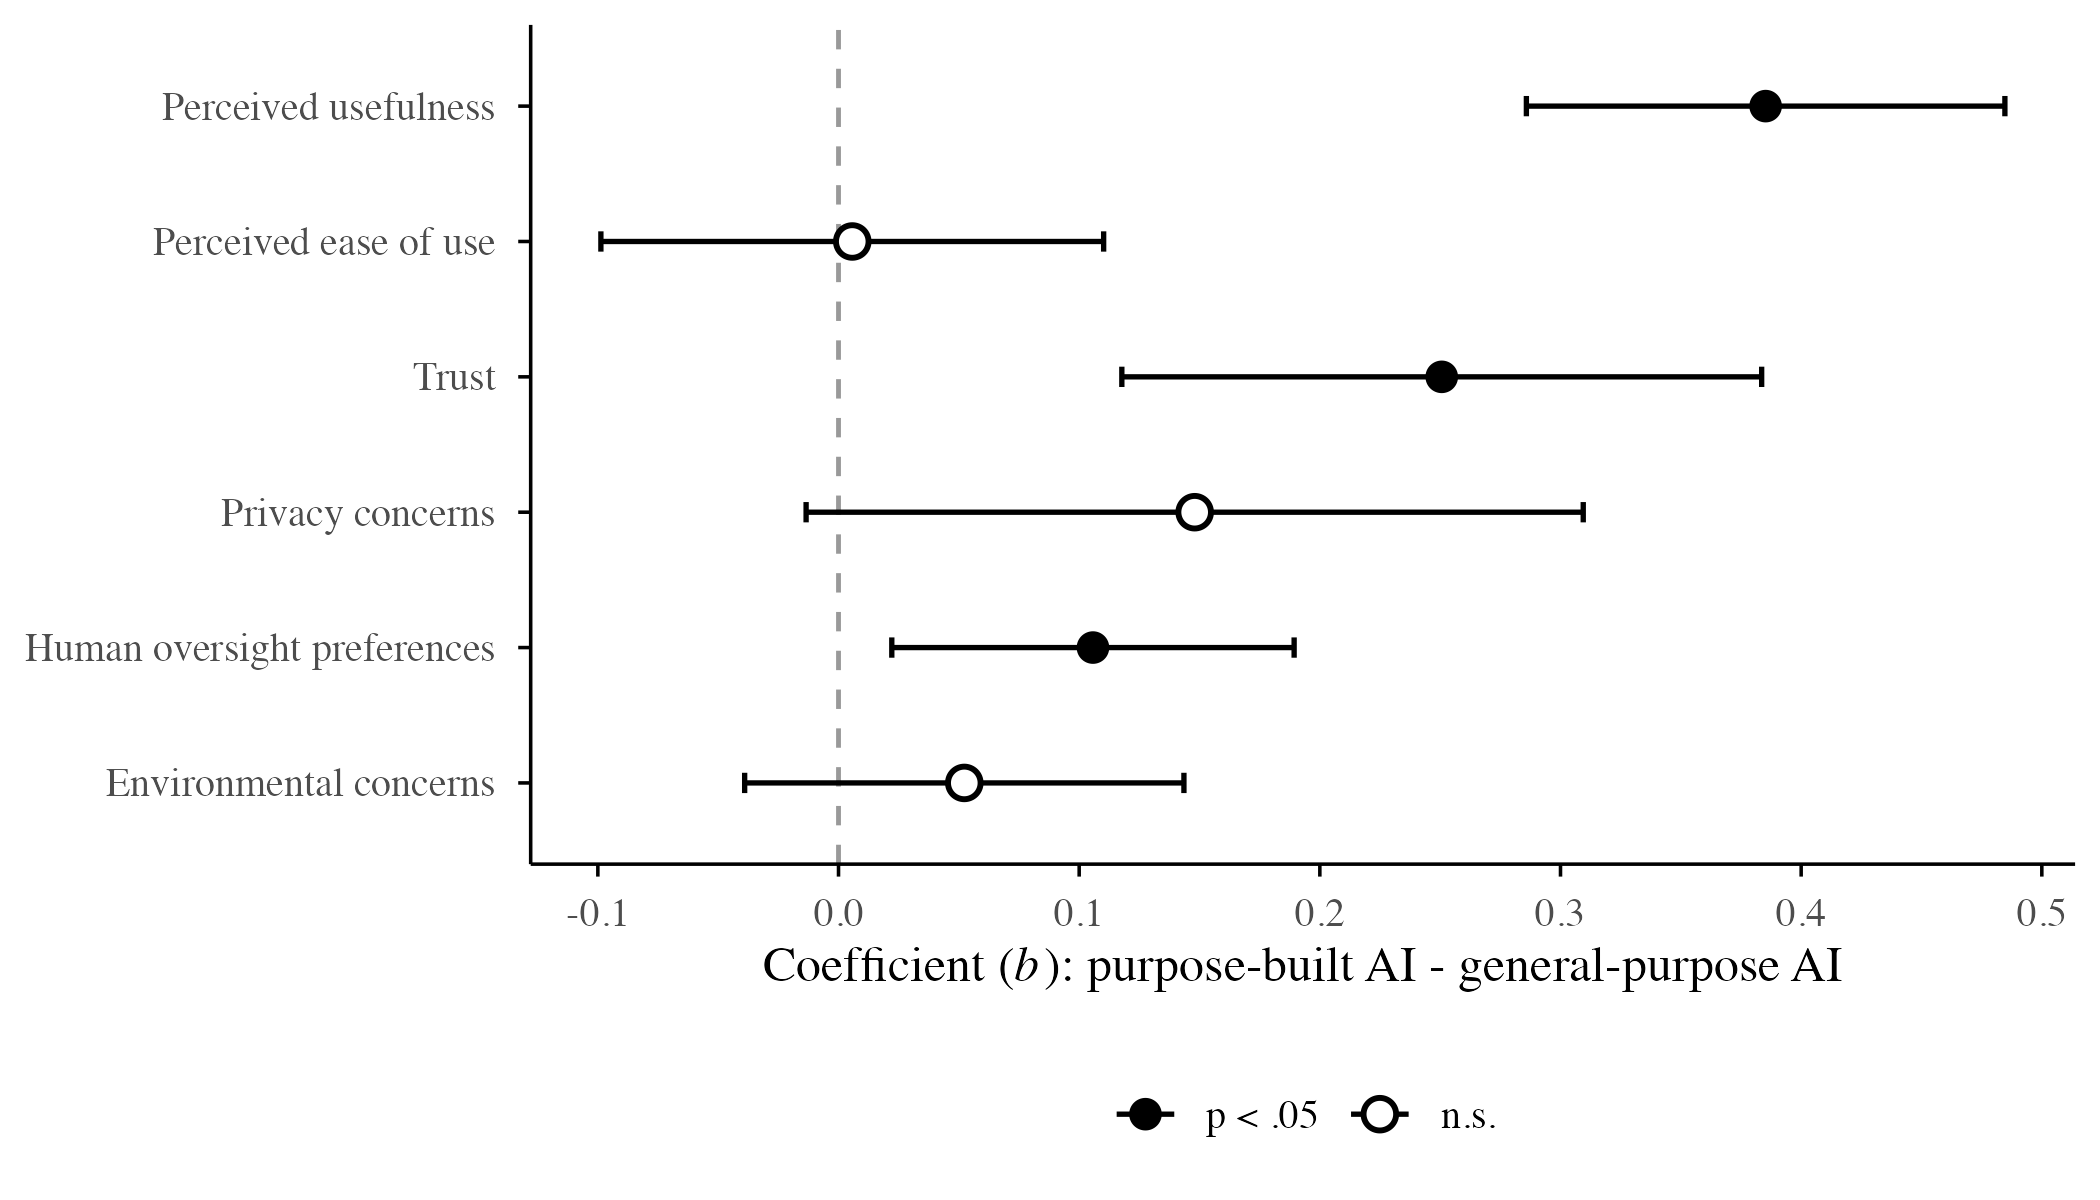 Perceived usefulness
Perceived ease of use
Trust
Privacy concerns
Human oversight preferences
Environmental concerns
-0.1 0.0 0.1 0.2 0.3 0.4 0.5
Coefficient (b): purpose-built AI - general-purpose AI
p < .05 n.s.